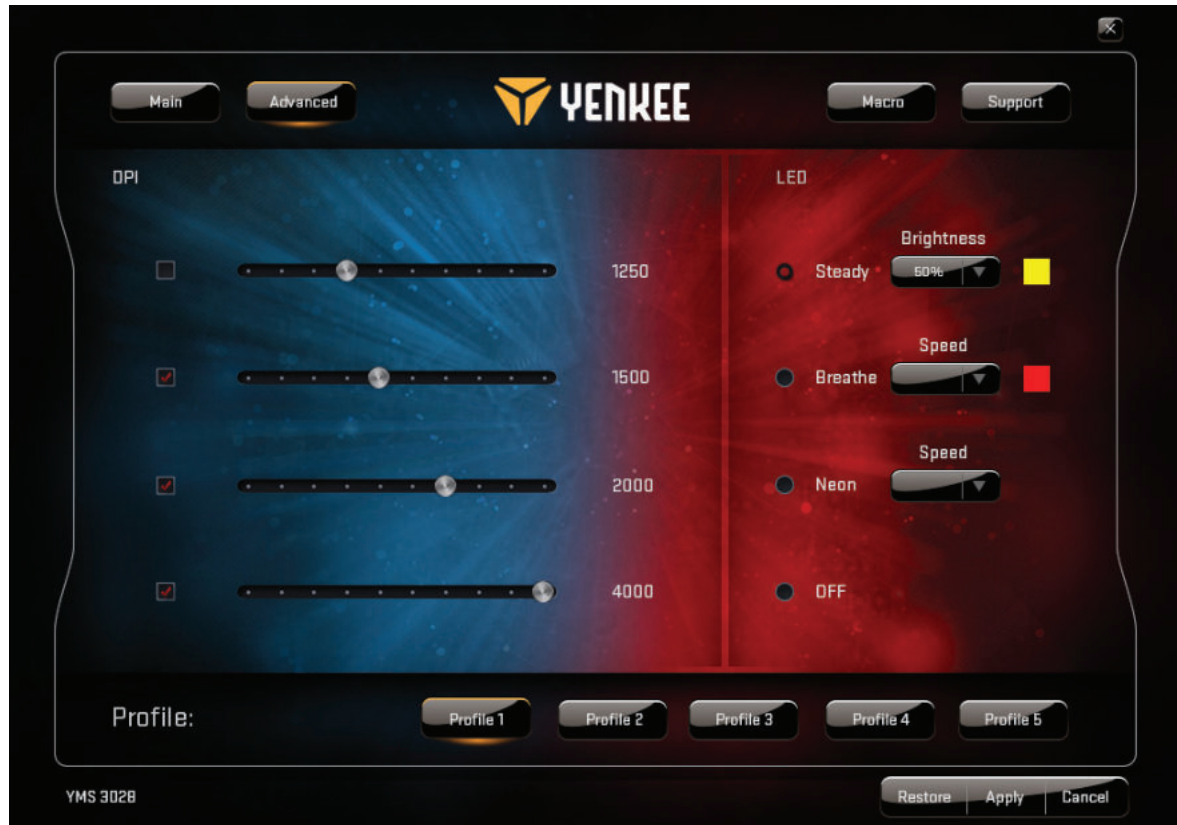 Main
Advanced
YENKEE
Macro
Support
DPI
LED
Brightness
1250
Steady
50%
Speed
1500
Breathe
Speed
2000
Neon
4000
OFF
Profile:
Profile 1
Profile 2
Profile 3
Profile 4
Profile 5
YMS 3028
Restore
Apply
Cancel